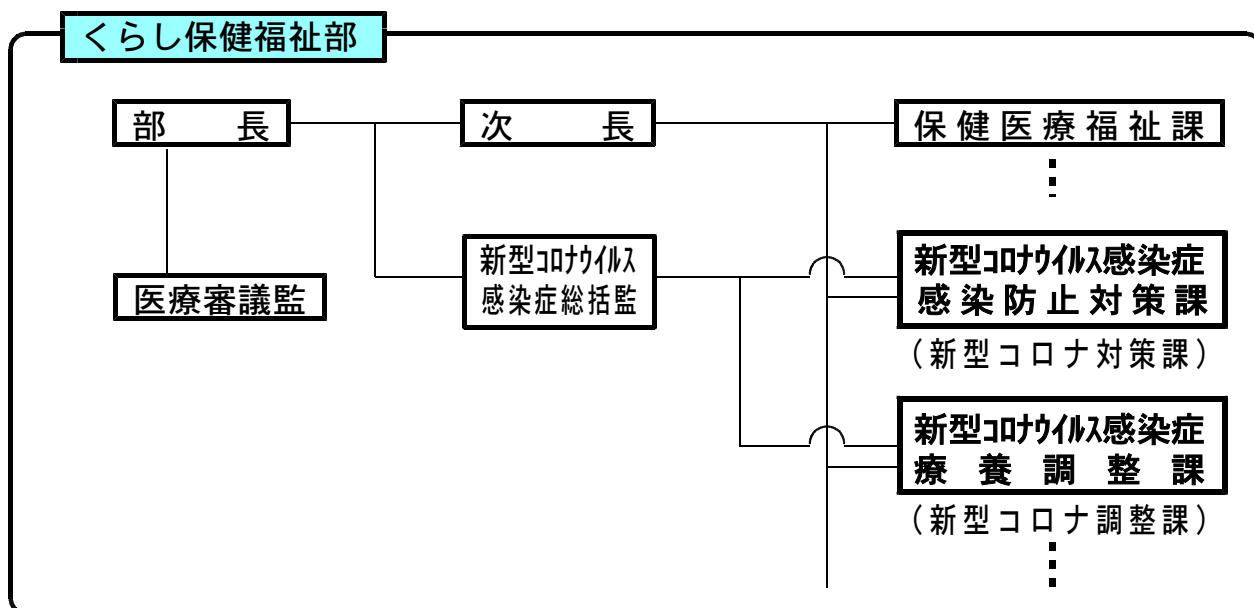 くらし保健福祉部
部　　長
次　　長
保健医療福祉課
医療審議監
新型ｺﾛﾅｳｲﾙｽ
感染症総括監
新型ｺﾛﾅｳｲﾙｽ感染症
感染防止対策課
（新型コロナ対策課）
新型ｺﾛﾅｳｲﾙｽ感染症
療養調整課
（新型コロナ調整課）